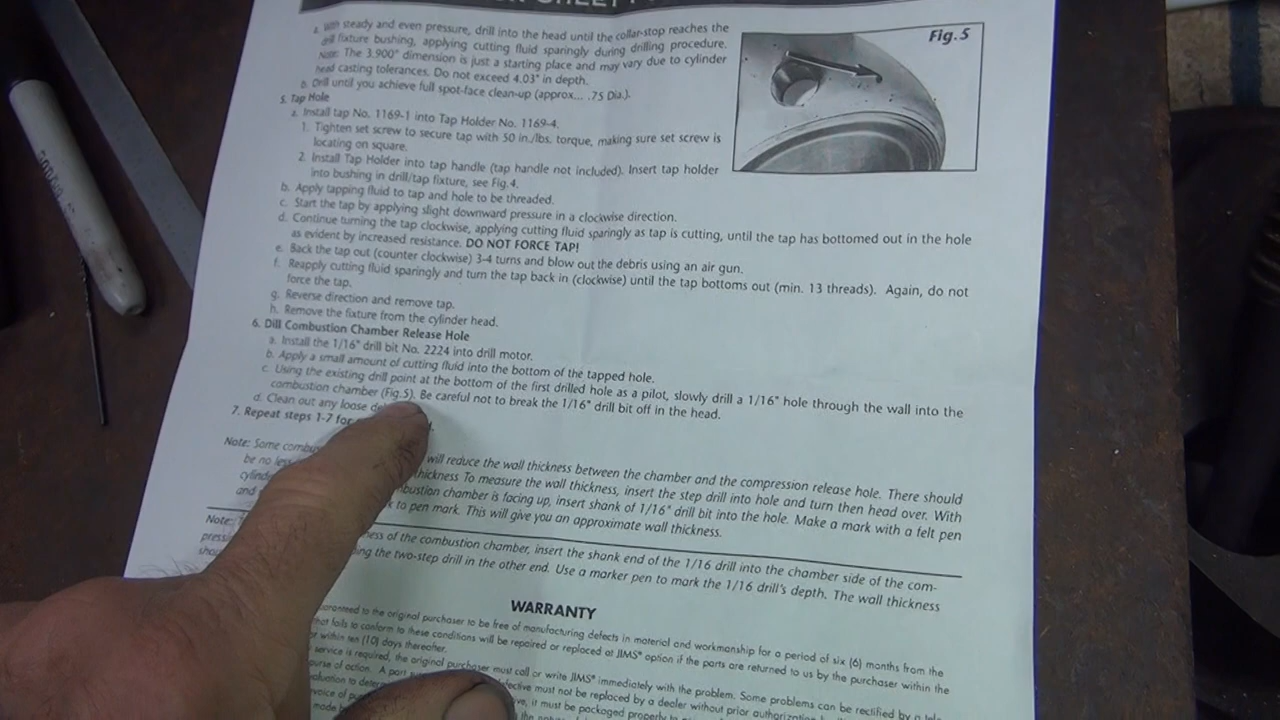 SHEET
a. With steady and even pressure, drill into the head until the collar-stop reaches the
drill fixture bushing, applying cutting fluid sparingly during drilling procedure.
Note: The 3.900" dimension is just a starting place and may vary due to cylinder
head casting tolerances. Do not exceed 4.03" in depth.
b. Drill until you achieve full spot-face clean-up (approx... .75 Dia.).
Fig.5
5. Tap Hole
a. Install tap No. 1169-1 into Tap Holder No. 1169-4.
1. Tighten set screw to secure tap with 50 in./lbs. torque, making sure set screw is
locating on square.
2. Install Tap Holder into tap handle (tap handle not included). Insert tap holder
into bushing in drill/tap fixture, see Fig.4.
b. Apply tapping fluid to tap and hole to be threaded.
c. Start the tap by applying slight downward pressure in a clockwise direction.
d. Continue turning the tap clockwise, applying cutting fluid sparingly as tap is cutting, until the tap has bottomed out in the hole
as evident by increased resistance. DO NOT FORCE TAP!
e. Back the tap out (counter clockwise) 3-4 turns and blow out the debris using an air gun.
f. Reapply cutting fluid sparingly and turn the tap back in (clockwise) until the tap bottoms out (min. 13 threads). Again, do not
force the tap.
g. Reverse direction and remove tap.
h. Remove the fixture from the cylinder head.
6. Dill Combustion Chamber Release Hole
a. Install the 1/16" drill bit No. 2224 into drill motor.
b. Apply a small amount of cutting fluid into the bottom of the tapped hole.
c. Using the existing drill point at the bottom of the first drilled hole as a pilot, slowly drill a 1/16" hole through the wall into the
combustion chamber (Fig.5). Be careful not to break the 1/16" drill bit off in the head.
d. Clean out any loose
7. Repeat steps 1-7 for
Note: Some will reduce the wall thickness between the chamber and the compression release hole. There should
be no thickness To measure the wall thickness, insert the step drill into hole and turn then head over. With
chamber is facing up, insert shank of 1/16" drill bit into the hole. Make a mark with a felt pen
and to pen mark. This will give you an approximate wall thickness.
Note: of the combustion chamber, insert the shank end of the 1/16 drill into the chamber side of the com-
the two-step drill in the other end. Use a marker pen to mark the 1/16 drill's depth. The wall thickness
WARRANTY
to the original purchaser to be free of manufacturing defects in material and workmanship for a period of six (6) months from the
that fails to conform to these conditions will be repaired or replaced at JIMS® option if the parts are returned to us by the purchaser within the
within ten (10) days thereafter.
service is required, the original purchaser must call or write JIMS® immediately with the problem. Some problems can be rectified by a
course of action. A part must not be replaced by a dealer without prior
it must be packaged properly to